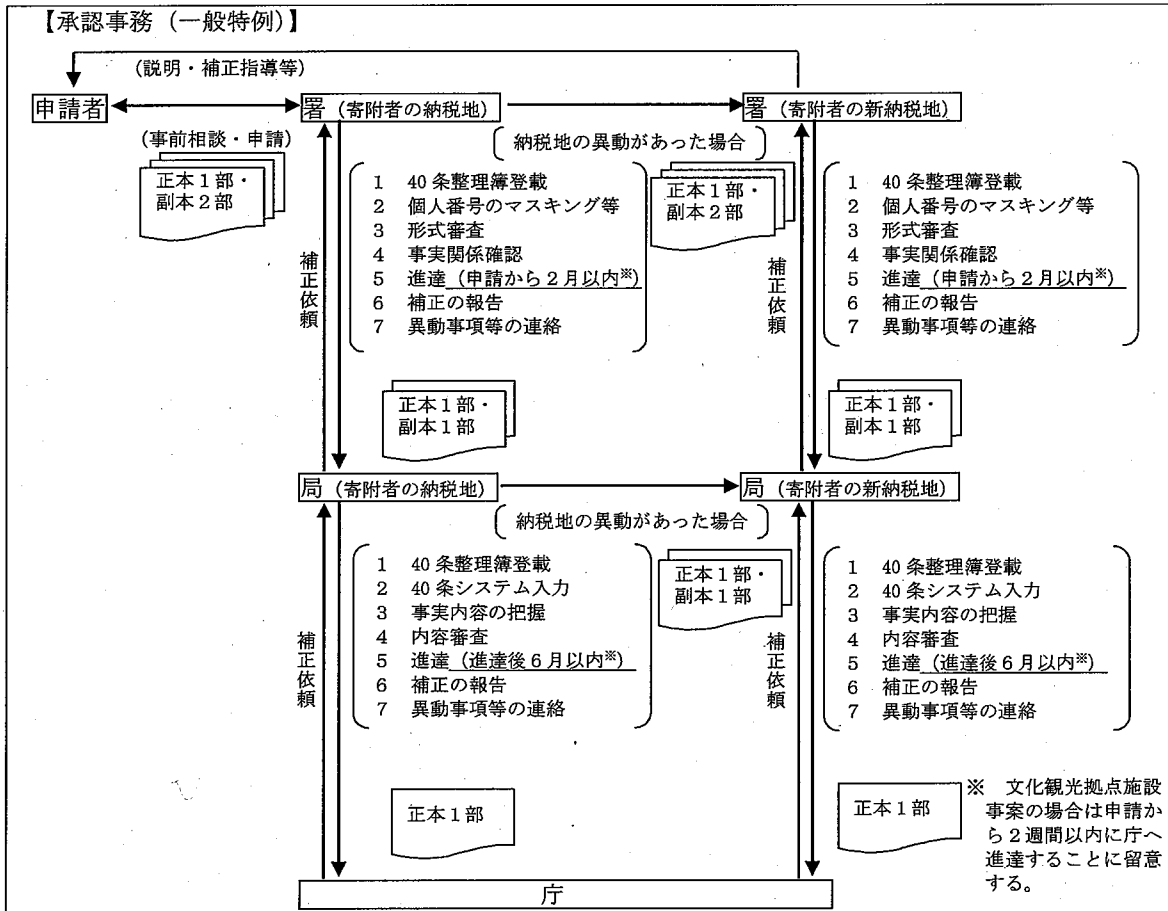 【承認事務（一般特例）】
（説明・補正指導等）
申請者
署（寄附者の納税地）
署（寄附者の新納税地）
（事前相談・申請）
納税地の異動があった場合
正本１部・
副本２部
1 40条整理簿登載
2 個人番号のマスキング等
3 形式審査
4 事実関係確認
5 進達（申請から２月以内※）
6 補正の報告
7 異動事項等の連絡
補正依頼
正本１部・
副本２部
1 40条整理簿登載
2 個人番号のマスキング等
3 形式審査
4 事実関係確認
5 進達（申請から２月以内※）
6 補正の報告
7 異動事項等の連絡
補正依頼
正本１部・
副本１部
正本１部・
副本１部
局（寄附者の納税地）
局（寄附者の新納税地）
納税地の異動があった場合
1 40条整理簿登載
2 40条システム入力
3 事実内容の把握
4 内容審査
5 進達（進達後６月以内※）
6 補正の報告
7 異動事項等の連絡
補正依頼
正本１部・
副本１部
1 40条整理簿登載
2 40条システム入力
3 事実内容の把握
4 内容審査
5 進達（進達後６月以内※）
6 補正の報告
7 異動事項等の連絡
補正依頼
正本１部
正本１部
※ 文化観光拠点施設
事案の場合は申請か
ら２週間以内に庁へ
進達することに留意
する。
庁